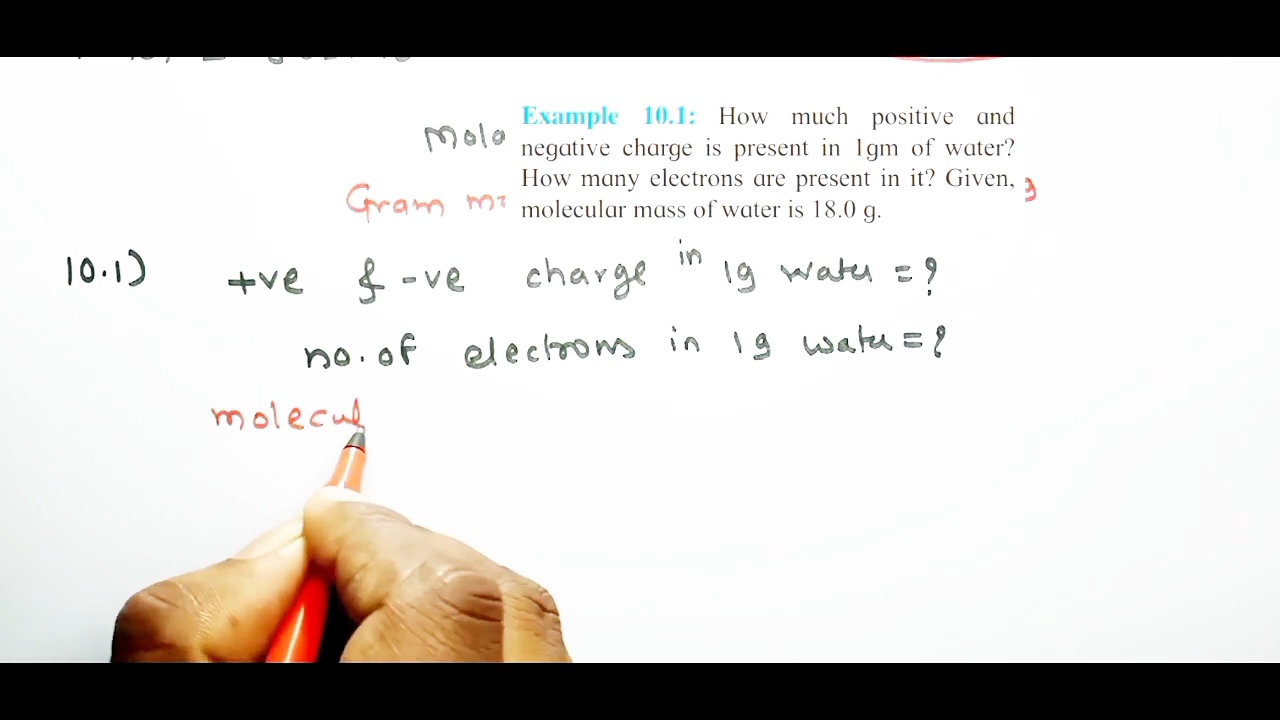 Molo
Gram m
Example 10.1: How much positive and
negative charge is present in 1gm of water?
How many electrons are present in it? Given,
molecular mass of water is 18.0 g.
10.1) +ve & -ve charge in 1g water = ?
no. of electrons in 1g water = ?
molecul